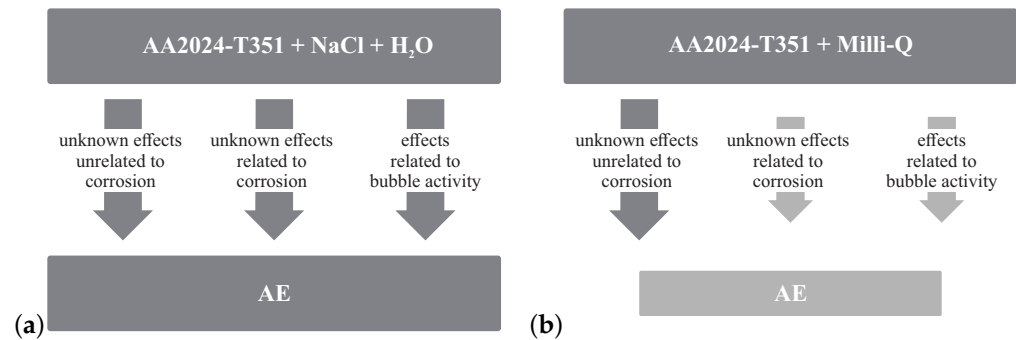 AA2024-T351 + NaCl + H₂O
unknown effects
unrelated to
corrosion
unknown effects
related to
corrosion
effects
related to
bubble activity
AE
(a)
AA2024-T351 + Milli-Q
unknown effects
unrelated to
corrosion
unknown effects
related to
corrosion
effects
related to
bubble activity
AE
(b)